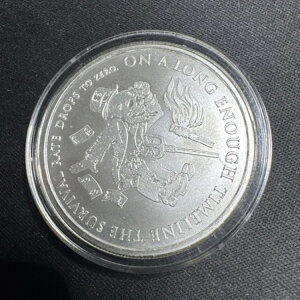 ON A LONG ENOUGH TIMELINE THE SURVIVAL RATE DROPS TO ZERO.